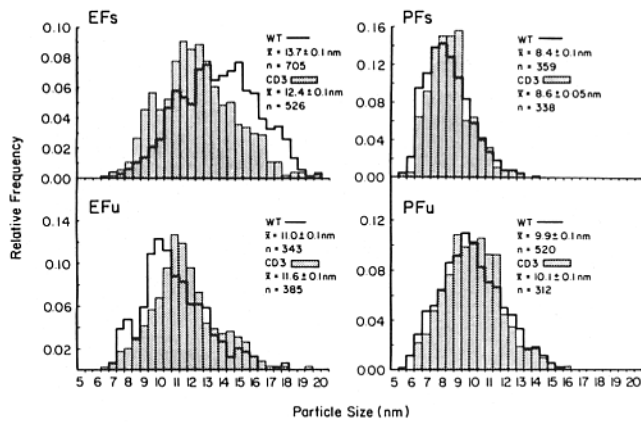 EFs
0.10
0.08
0.06
0.04
0.02
0.00
WT
x̄ = 13.7±0.1 nm
n = 705
CD3
x̄ = 12.4±0.1 nm
n = 526
PFs
0.16
0.12
0.08
0.04
0.00
WT
x̄ = 8.4±0.1 nm
n = 359
CD3
x̄ = 8.6±0.05 nm
n = 338
Relative Frequency
EFu
0.14
0.10
0.06
0.02
WT
x̄ = 11.0±0.1 nm
n = 343
CD3
x̄ = 11.6±0.1 nm
n = 385
5 6 7 8 9 10 11 12 13 14 15 16 17 18 19 20
PFu
0.12
0.08
0.04
0.00
WT
x̄ = 9.9±0.1 nm
n = 520
CD3
x̄ = 10.1±0.1 nm
n = 312
5 6 7 8 9 10 11 12 13 14 15 16 17 18 19 20
Particle Size (nm)